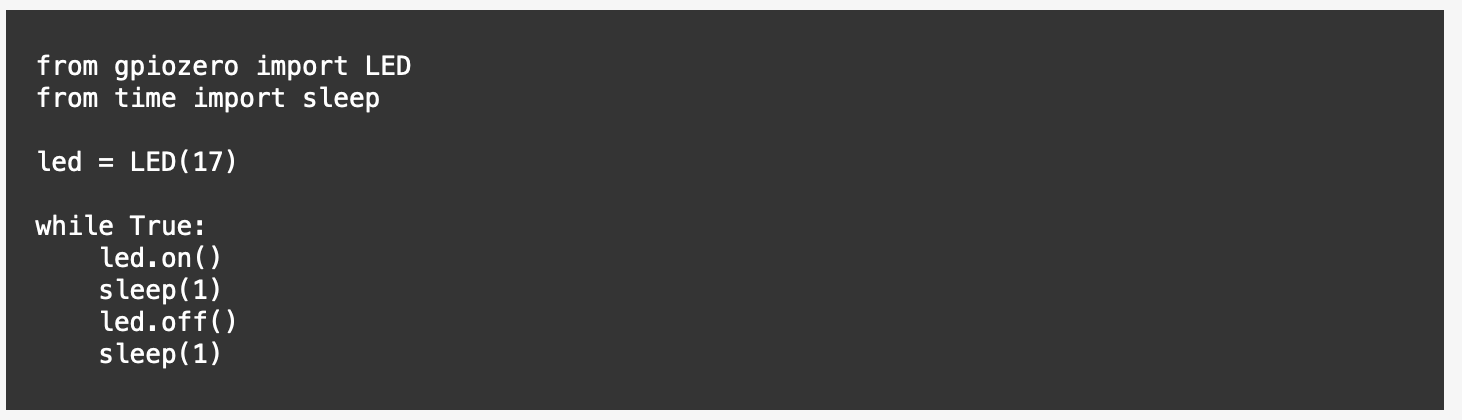 from gpiozero import LED
from time import sleep

led = LED(17)

while True:
    led.on()
    sleep(1)
    led.off()
    sleep(1)